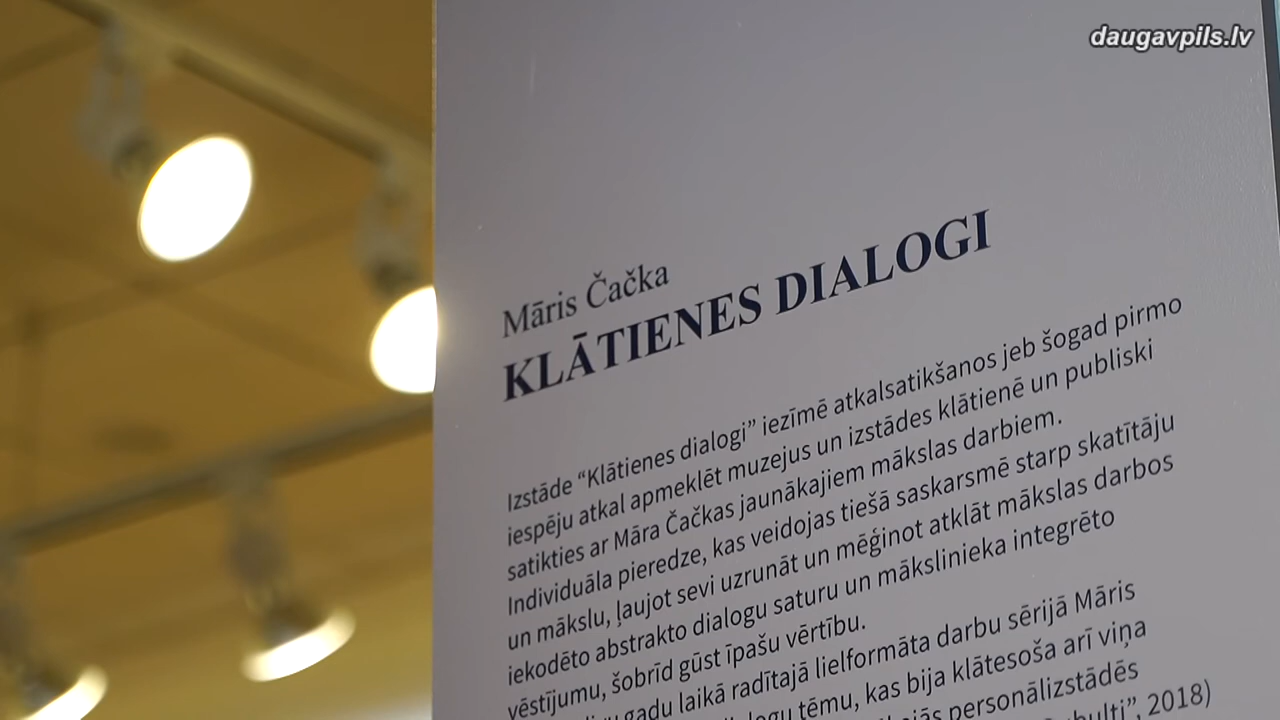 daugavpils.lv
Māris Čačka
KLĀTIENES DIALOGI
Izstāde “Klātienes dialogi” iezīmē atkalsatikšanos jeb šogad pirmo
iespēju atkal apmeklēt muzejus un izstādes klātienē un publiski
satikties ar Māra Čačkas jaunākajiem mākslas darbiem.
Individuāla pieredze, kas veidojas tiešā saskarsmē starp skatītāju
un mākslu, ļaujot sevi uzrunāt un mēģinot atklāt mākslas darbos
iekodēto abstrakto dialogu saturu un mākslinieka integrēto
vēstījumu, šobrīd gūst īpašu vērtību.
gadu laikā radītajā lielformāta darbu sērijā Māris
tēmu, kas bija klātesoša arī viņa
personālizstādēs
2018)